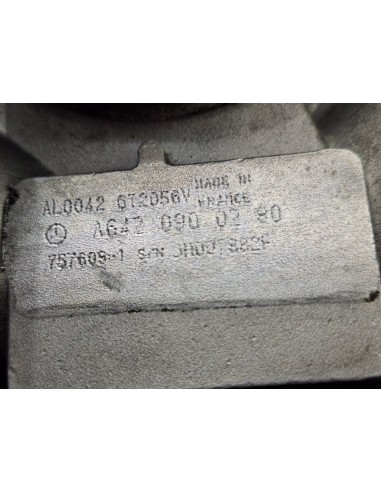 AL0042 GT2056V MADE IN
FRANCE
A642 090 02 80
757608-1 S/N